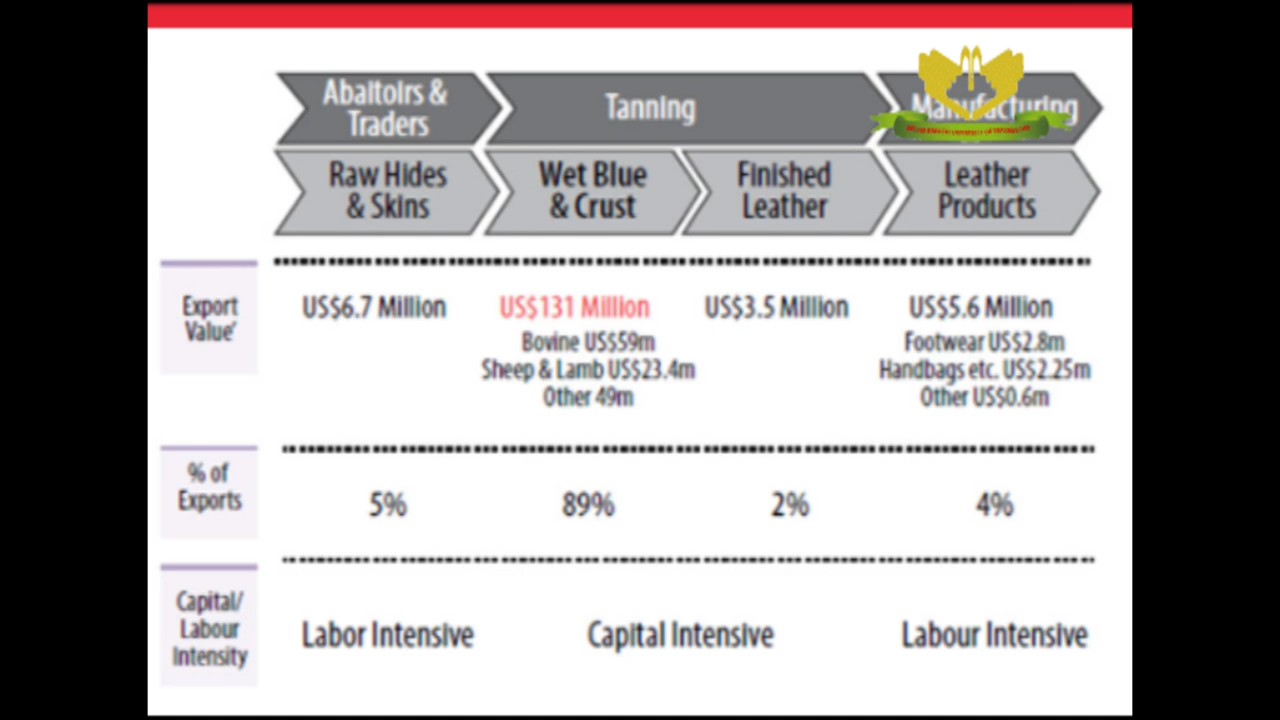 Abaitoirs &
Traders
Tanning
Manufacturing
Raw Hides
& Skins
Wet Blue
& Crust
Finished
Leather
Leather
Products
Export
Value'
US$6.7 Million
US$131 Million
Bovine US$59m
Sheep & Lamb US$23.4m
Other 49m
US$3.5 Million
US$5.6 Million
Footwear US$2.8m
Handbags etc. US$2.25m
Other US$0.6m
% of
Exports
5%
89%
2%
4%
Capital/
Labour
Intensity
Labor Intensive
Capital Intensive
Labour Intensive